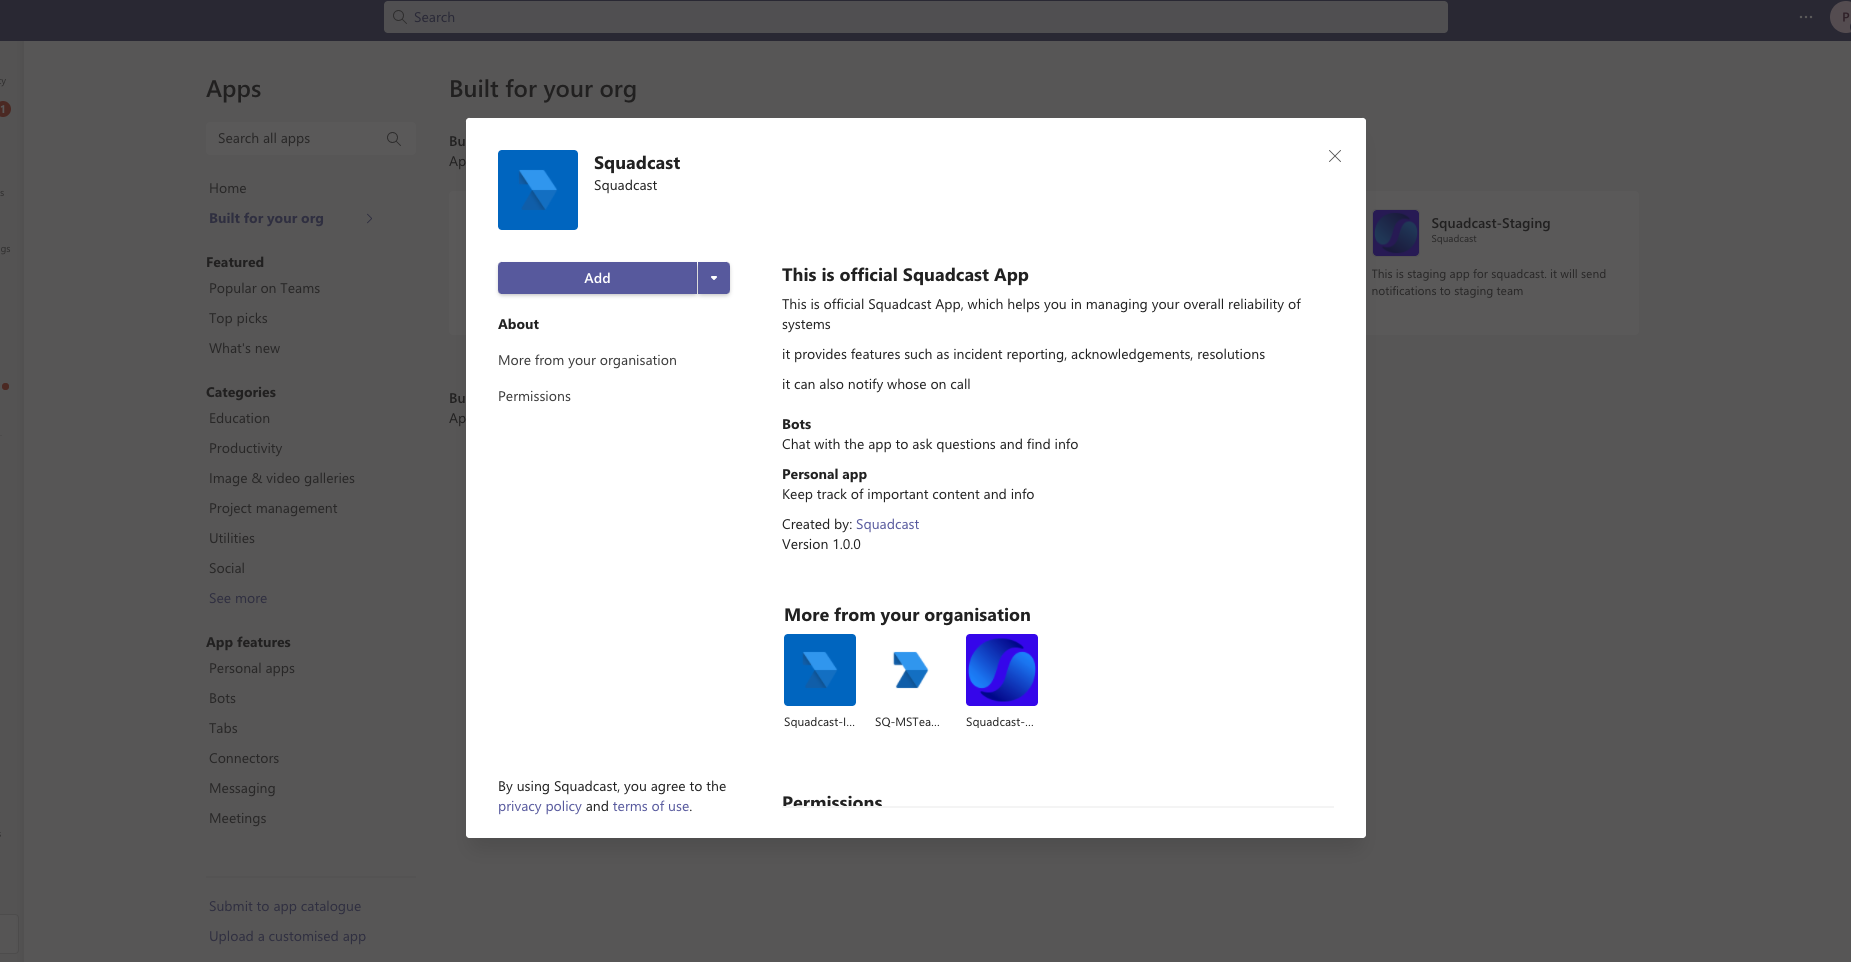 Search
...
P
ty
1
s
gs
Apps
Search all apps
Home
Built for your org
Featured
Popular on Teams
Top picks
What's new
Categories
Education
Productivity
Image & video galleries
Project management
Utilities
Social
See more
App features
Personal apps
Bots
Tabs
Connectors
Messaging
Meetings
Submit to app catalogue
Upload a customised app
Built for your org
Bu
Ap
Bu
Ap
Squadcast
Squadcast
Add
About
More from your organisation
Permissions
By using Squadcast, you agree to the
privacy policy and terms of use.
This is official Squadcast App
This is official Squadcast App, which helps you in managing your overall reliability of
systems
it provides features such as incident reporting, acknowledgements, resolutions
it can also notify whose on call
Bots
Chat with the app to ask questions and find info
Personal app
Keep track of important content and info
Created by: Squadcast
Version 1.0.0
More from your organisation
Squadcast-I...
SQ-MSTea...
Squadcast-...
Permissions
Squadcast-Staging
Squadcast
This is staging app for squadcast. it will send
notifications to staging team